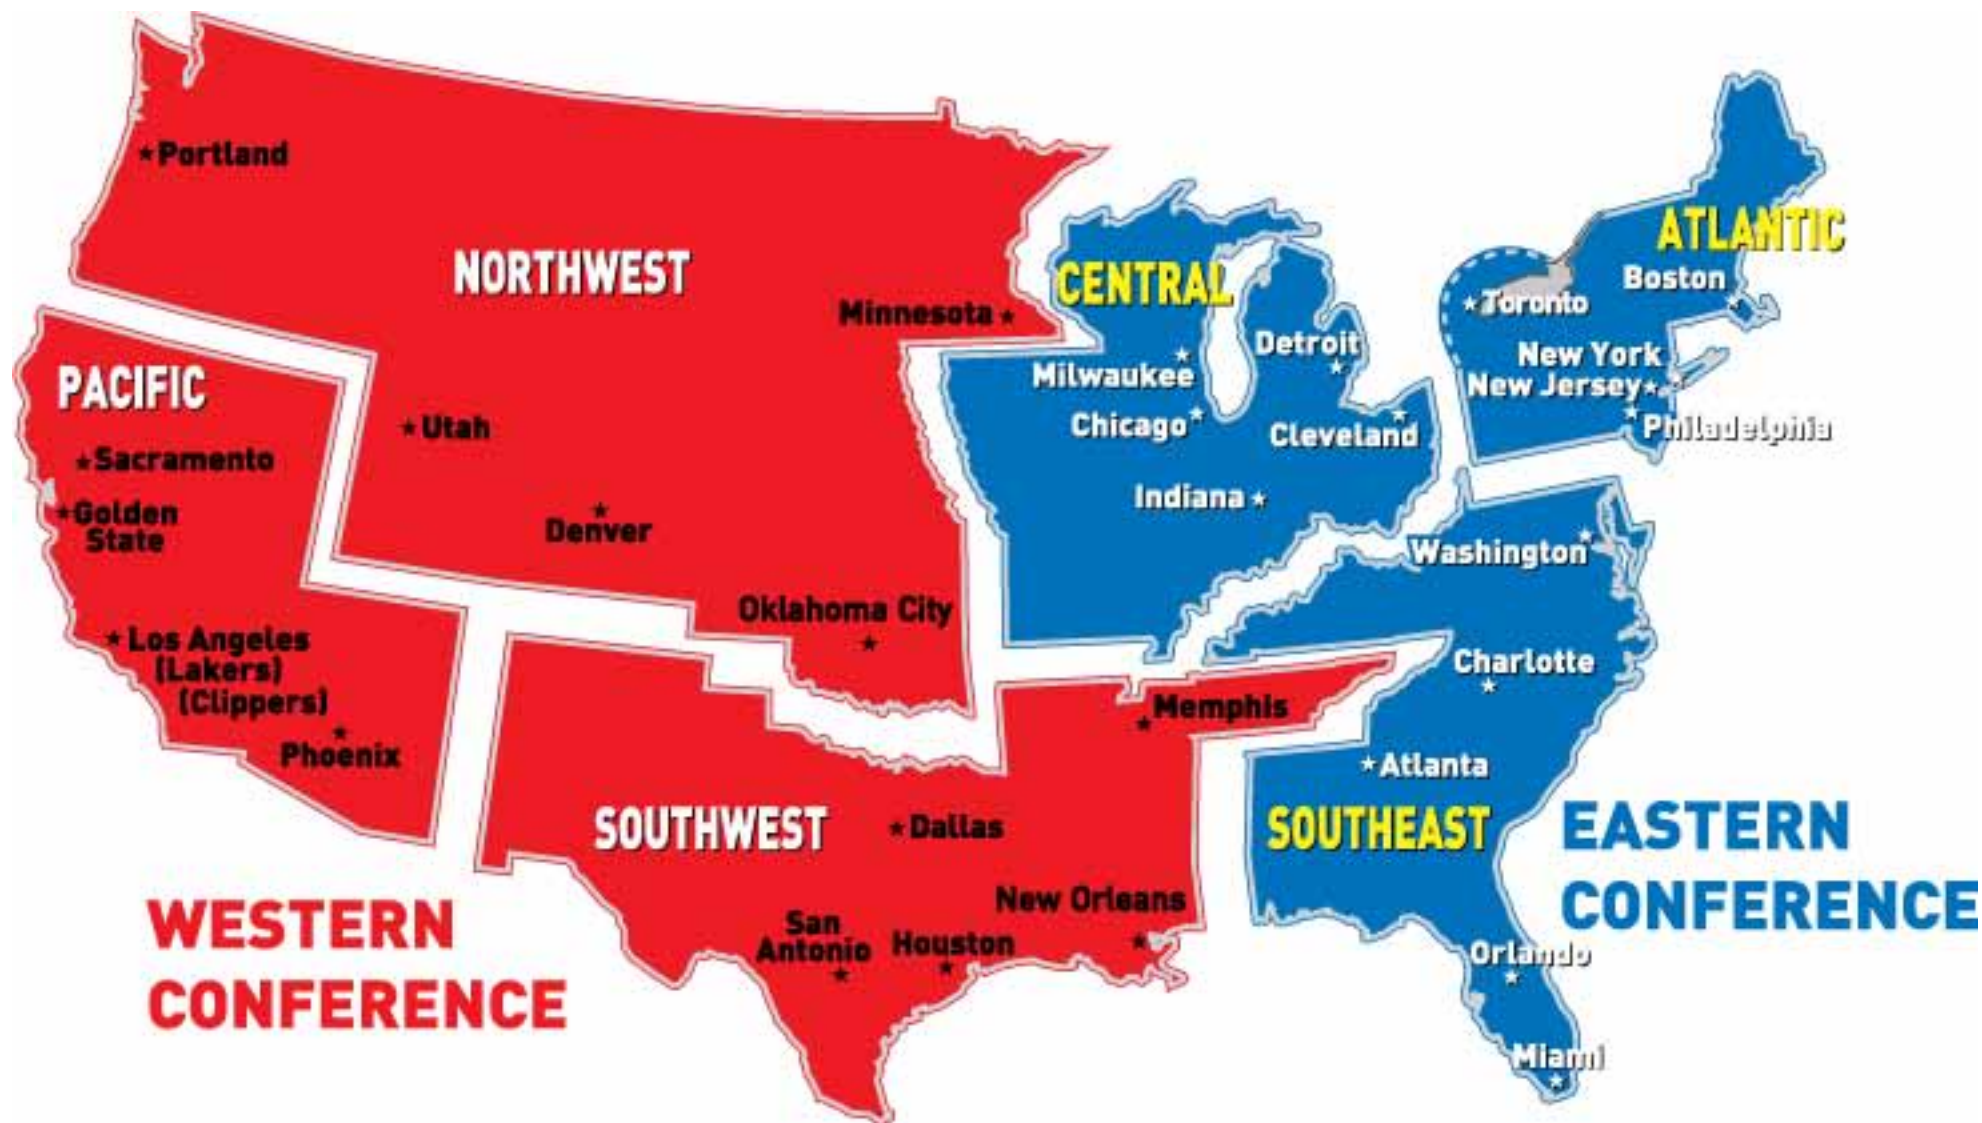 Portland
NORTHWEST
Minnesota
PACIFIC
Sacramento
Golden
State
Utah
Denver
Oklahoma City
Los Angeles
(Lakers)
(Clippers)
Phoenix
SOUTHWEST
Memphis
Dallas
New Orleans
San
Antonio
Houston
WESTERN
CONFERENCE
CENTRAL
Detroit
Milwaukee
Chicago
Cleveland
Indiana
ATLANTIC
Boston
Toronto
New York
New Jersey
Philadelphia
Washington
Charlotte
Atlanta
SOUTHEAST
Orlando
Miami
EASTERN
CONFERENCE